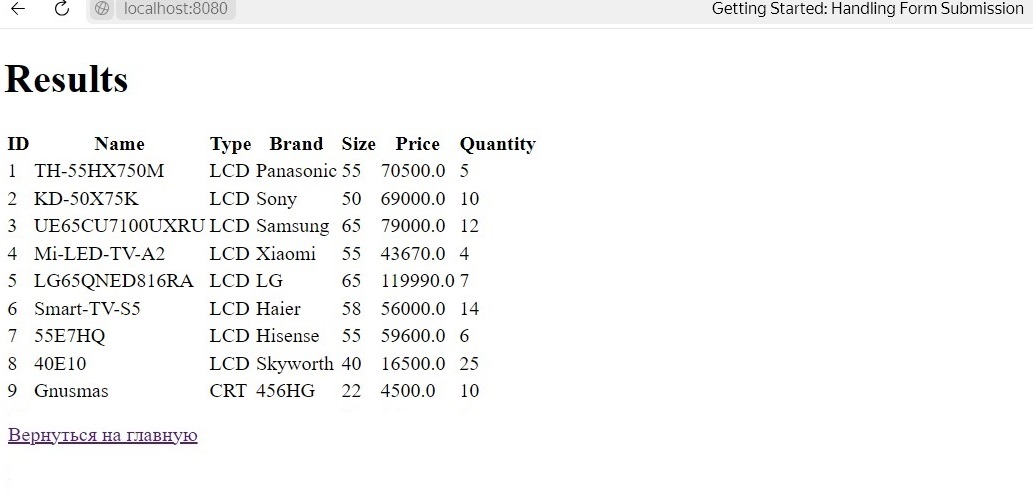 localhost:8080 Getting Started: Handling Form Submission
Results
ID Name Type Brand Size Price Quantity
1 TH-55HX750M LCD Panasonic 55 70500.0 5
2 KD-50X75K LCD Sony 50 69000.0 10
3 UE65CU7100UXRU LCD Samsung 65 79000.0 12
4 Mi-LED-TV-A2 LCD Xiaomi 55 43670.0 4
5 LG65QNED816RA LCD LG 65 119990.0 7
6 Smart-TV-S5 LCD Haier 58 56000.0 14
7 55E7HQ LCD Hisense 55 59600.0 6
8 40E10 LCD Skyworth 40 16500.0 25
9 Gnusmas CRT 456HG 22 4500.0 10
Вернуться на главную